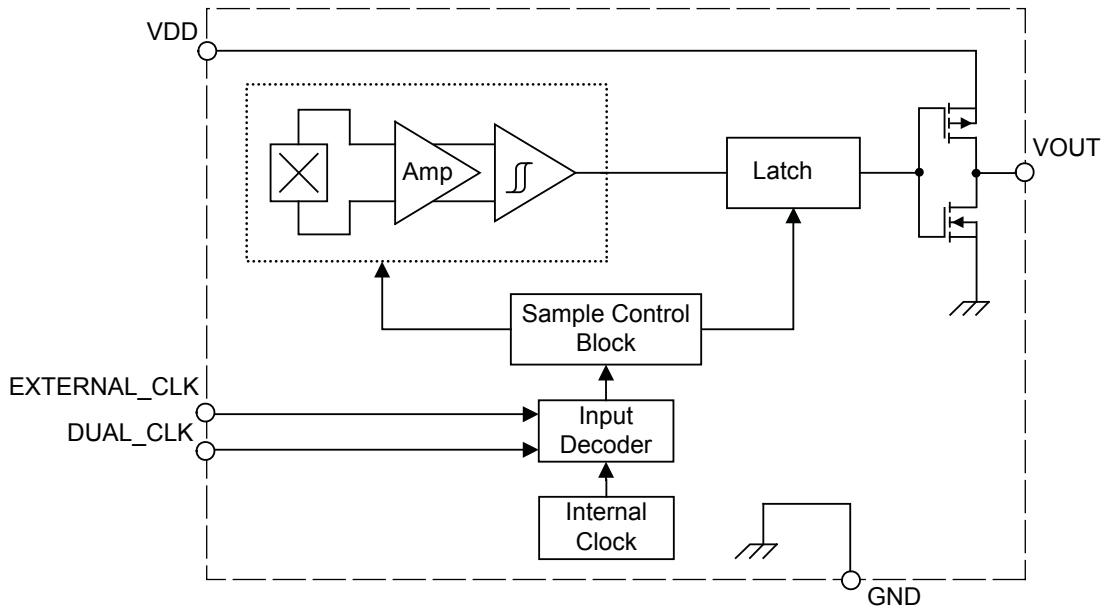 VDD
Amp
Latch
VOUT
Sample Control
Block
EXTERNAL_CLK
DUAL_CLK
Input
Decoder
Internal
Clock
GND